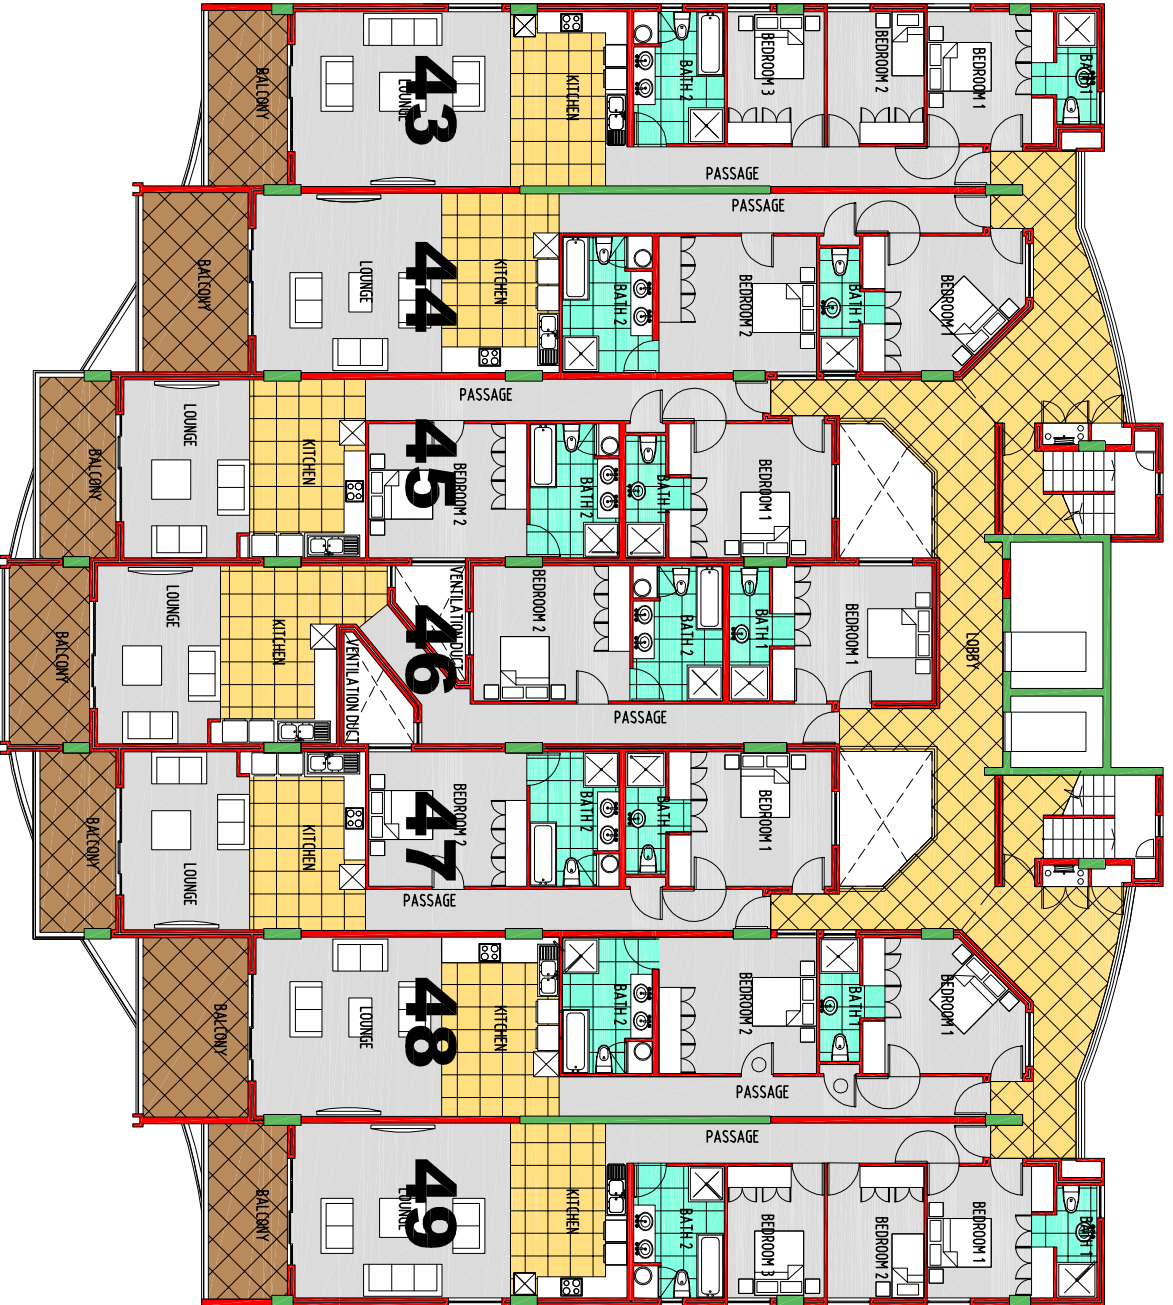 BALCONY
43
LOUNGE
KITCHEN
BATH 2
BEDROOM 3
BEDROOM 2
BEDROOM 1
BATH 1
PASSAGE
BALCONY
LOUNGE
44
KITCHEN
PASSAGE
BATH 2
BEDROOM 2
BATH 1
BEDROOM 1
BALCONY
LOUNGE
KITCHEN
PASSAGE
45
BEDROOM 2
BATH 2
BATH 1
BEDROOM 1
BALCONY
LOUNGE
KITCHEN
VENTILATION DUCT
VENTILATION DUCT
46
BEDROOM 2
BATH 2
BATH 1
BEDROOM 1
PASSAGE
LOBBY
BALCONY
LOUNGE
KITCHEN
47
BEDROOM 2
BATH 2
BATH 1
BEDROOM 1
PASSAGE
BALCONY
LOUNGE
48
KITCHEN
BATH 2
BEDROOM 2
BATH 1
BEDROOM 1
PASSAGE
BALCONY
49
LOUNGE
KITCHEN
PASSAGE
BATH 2
BEDROOM 3
BEDROOM 2
BEDROOM 1
BATH 1